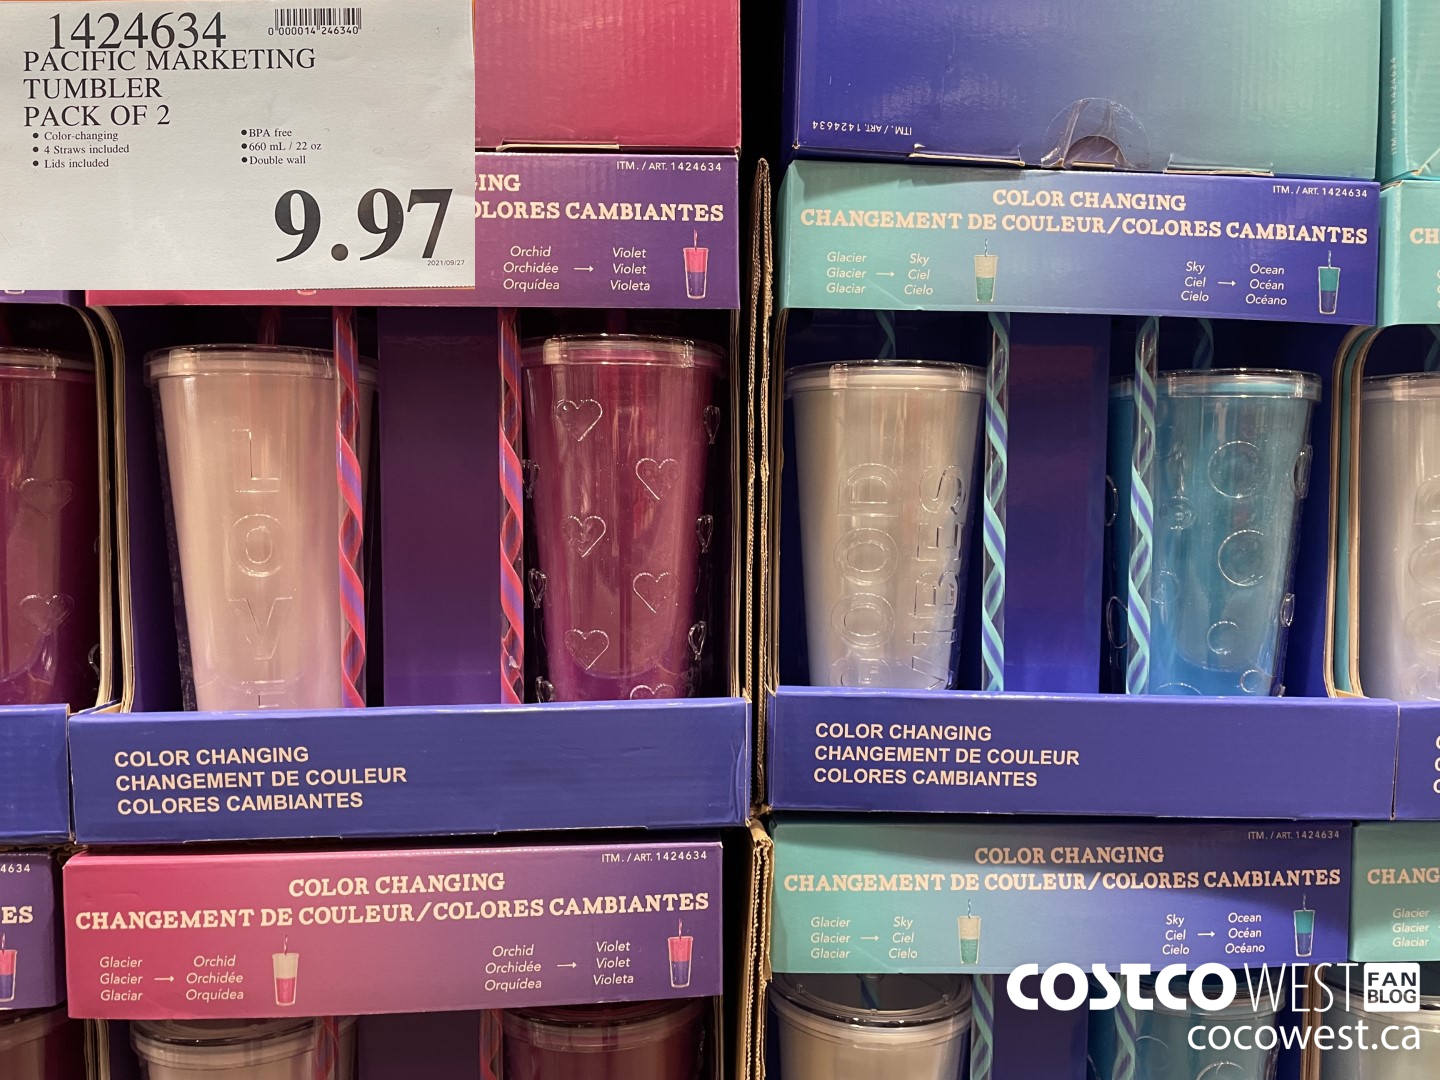 1424634
0 000014 246340
PACIFIC MARKETING
TUMBLER
PACK OF 2
Color-changing
4 Straws included
Lids included
BPA free
660 mL / 22 oz
Double wall
9.97
2021/09/27
ITM. / ART. 1424634
OLORES CAMBIANTES
Orchid
Orchidée
Orquídea
Violet
Violet
Violeta
ITM. / ART. 1424634
ITM. / ART. 1424634
COLOR CHANGING
CHANGEMENT DE COULEUR/COLORES CAMBIANTES
Glacier
Glacier
Glaciar
Sky
Ciel
Cielo
Sky
Ciel
Cielo
Ocean
Océan
Océano
LOVE
GOOD
VIBES
COLOR CHANGING
CHANGEMENT DE COULEUR
COLORES CAMBIANTES
COLOR CHANGING
CHANGEMENT DE COULEUR
COLORES CAMBIANTES
ITM. / ART. 1424634
COLOR CHANGING
CHANGEMENT DE COULEUR/COLORES CAMBIANTES
Glacier
Glacier
Glaciar
Orchid
Orchidée
Orquídea
Orchid
Orchidée
Orquídea
Violet
Violet
Violeta
ITM. / ART. 1424634
COLOR CHANGING
CHANGEMENT DE COULEUR/COLORES CAMBIANTES
Glacier
Glacier
Glaciar
Sky
Ciel
Cielo
Sky
Ciel
Cielo
Ocean
Océan
Océano
Glacier
Glacier
Glaciar
COSTCO WEST FAN BLOG
cocowest.ca